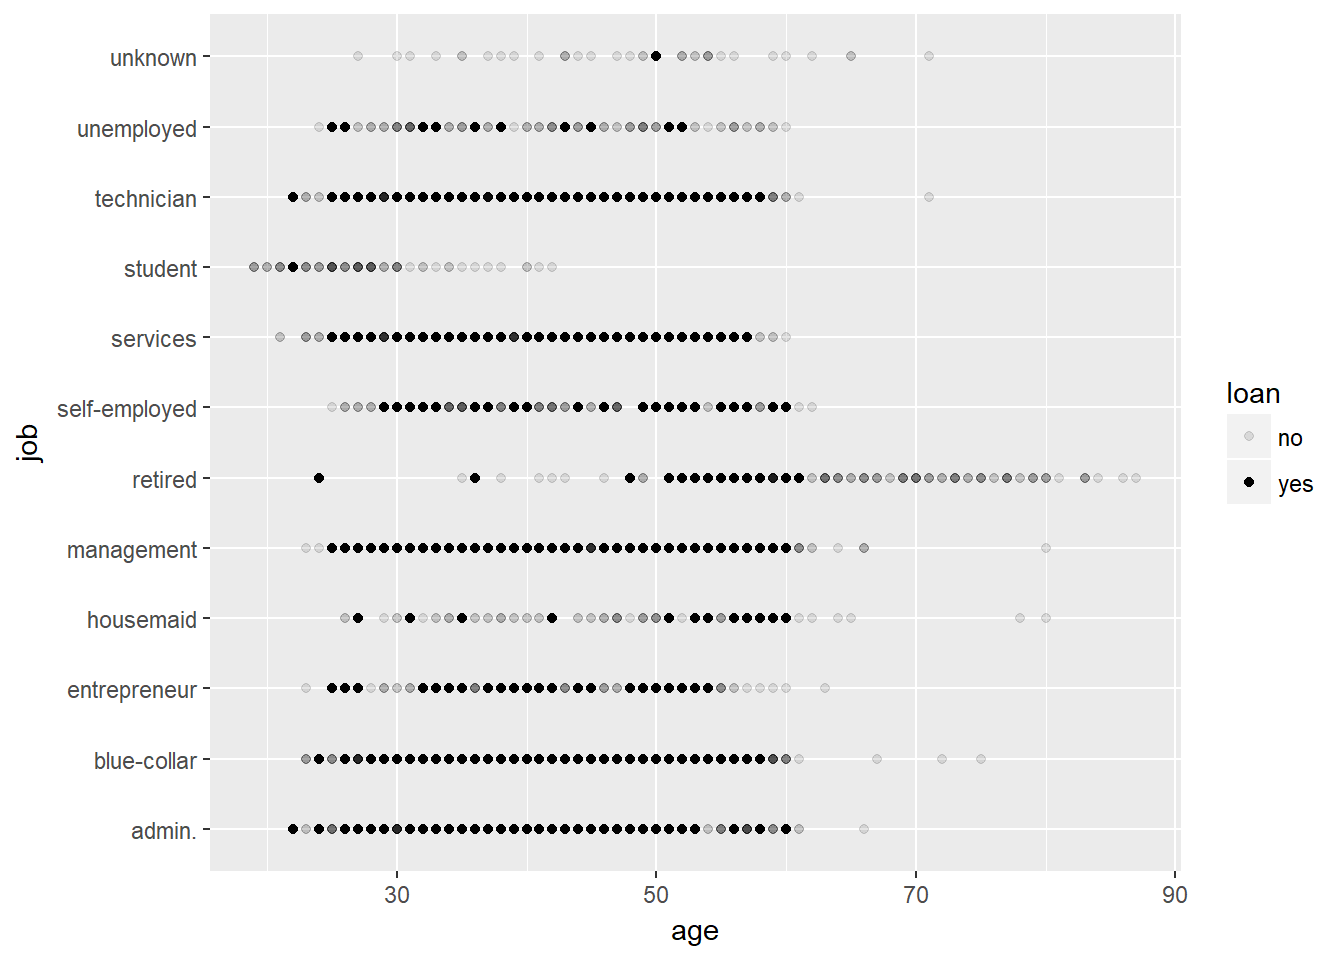 unknown
unemployed
technician
student
services
self-employed
retired
management
housemaid
entrepreneur
blue-collar
admin.
job
30 50 70 90
age
loan
no
yes